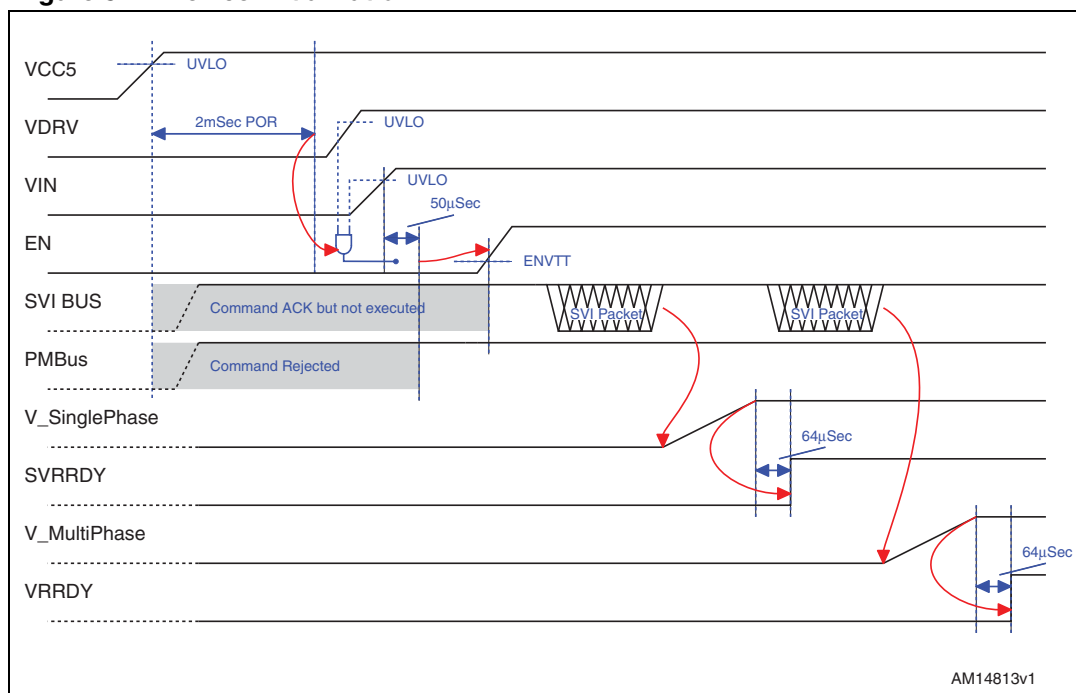 VCC5
UVLO
2mSec POR
VDRV
UVLO
VIN
UVLO
50µSec
EN
ENVTT
SVI BUS
Command ACK but not executed
SVI Packet
SVI Packet
PMBus
Command Rejected
V_SinglePhase
64µSec
SVRRDY
V_MultiPhase
64µSec
VRRDY
AM14813v1